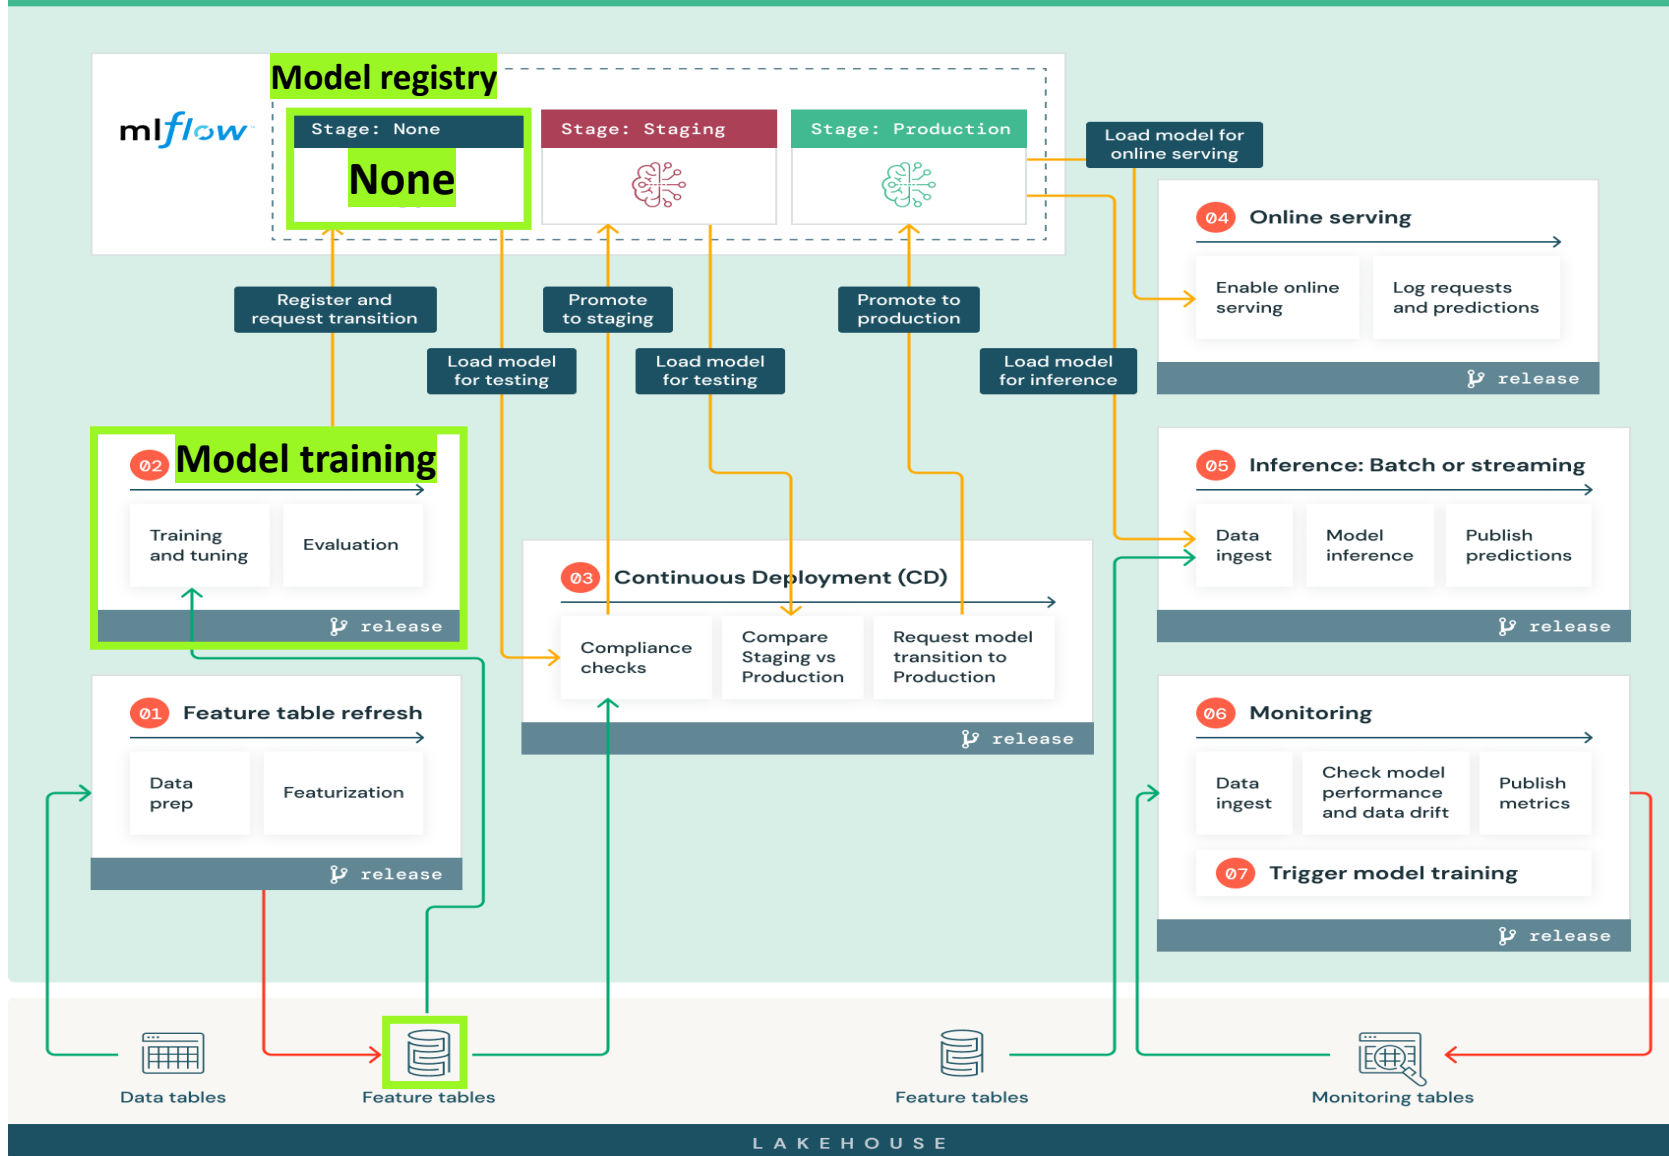 Model registry
mlflow
Stage: None
None
Stage: Staging
Stage: Production
Load model for
online serving
Register and
request transition
Promote
to staging
Promote to
production
Load model
for testing
Load model
for testing
Load model
for inference
04 Online serving
Enable online
serving
Log requests
and predictions
release
02 Model training
Training
and tuning
Evaluation
release
05 Inference: Batch or streaming
Data
ingest
Model
inference
Publish
predictions
release
03 Continuous Deployment (CD)
Compliance
checks
Compare
Staging vs
Production
Request model
transition to
Production
release
01 Feature table refresh
Data
prep
Featurization
release
06 Monitoring
Data
ingest
Check model
performance
and data drift
Publish
metrics
07 Trigger model training
release
Data tables
Feature tables
Feature tables
Monitoring tables
LAKEHOUSE